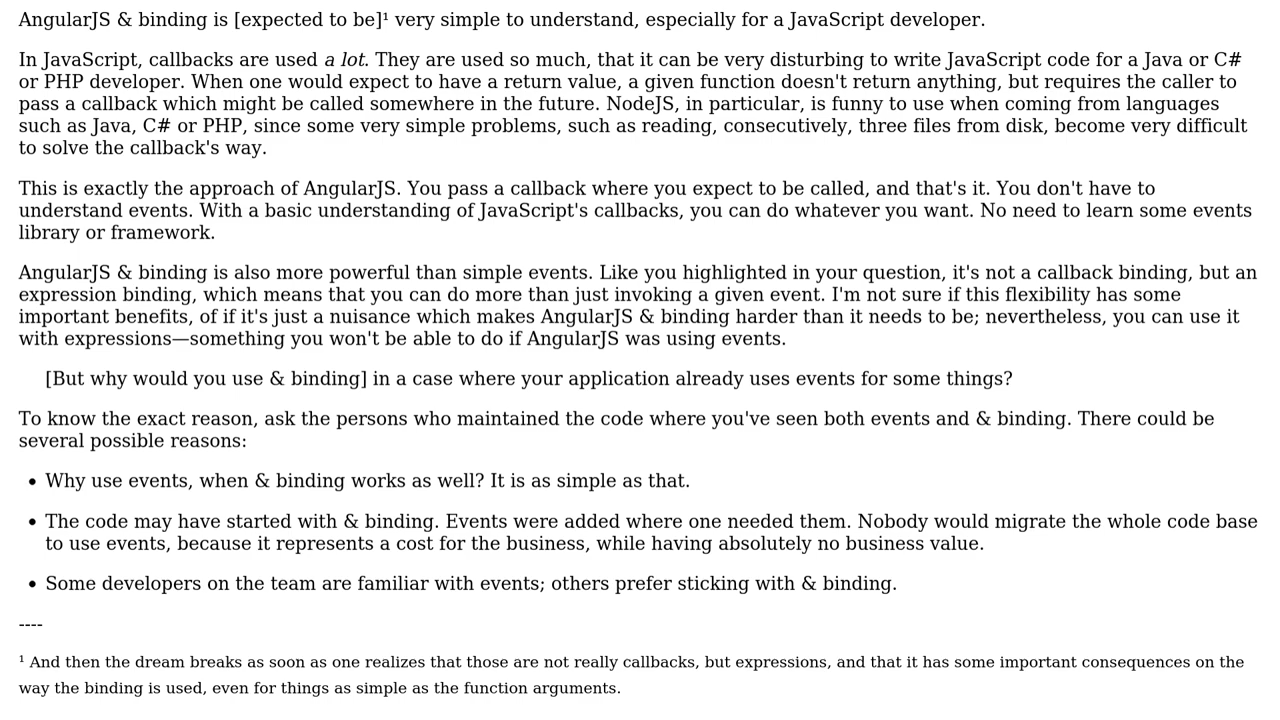 AngularJS & binding is [expected to be]¹ very simple to understand, especially for a JavaScript developer.
In JavaScript, callbacks are used a lot. They are used so much, that it can be very disturbing to write JavaScript code for a Java or C#
or PHP developer. When one would expect to have a return value, a given function doesn't return anything, but requires the caller to
pass a callback which might be called somewhere in the future. NodeJS, in particular, is funny to use when coming from languages
such as Java, C# or PHP, since some very simple problems, such as reading, consecutively, three files from disk, become very difficult
to solve the callback's way.
This is exactly the approach of AngularJS. You pass a callback where you expect to be called, and that's it. You don't have to
understand events. With a basic understanding of JavaScript's callbacks, you can do whatever you want. No need to learn some events
library or framework.
AngularJS & binding is also more powerful than simple events. Like you highlighted in your question, it's not a callback binding, but an
expression binding, which means that you can do more than just invoking a given event. I'm not sure if this flexibility has some
important benefits, of if it's just a nuisance which makes AngularJS & binding harder than it needs to be; nevertheless, you can use it
with expressions—something you won't be able to do if AngularJS was using events.
[But why would you use & binding] in a case where your application already uses events for some things?
To know the exact reason, ask the persons who maintained the code where you've seen both events and & binding. There could be
several possible reasons:
• Why use events, when & binding works as well? It is as simple as that.
• The code may have started with & binding. Events were added where one needed them. Nobody would migrate the whole code base
to use events, because it represents a cost for the business, while having absolutely no business value.
• Some developers on the team are familiar with events; others prefer sticking with & binding.
----
¹ And then the dream breaks as soon as one realizes that those are not really callbacks, but expressions, and that it has some important consequences on the
way the binding is used, even for things as simple as the function arguments.